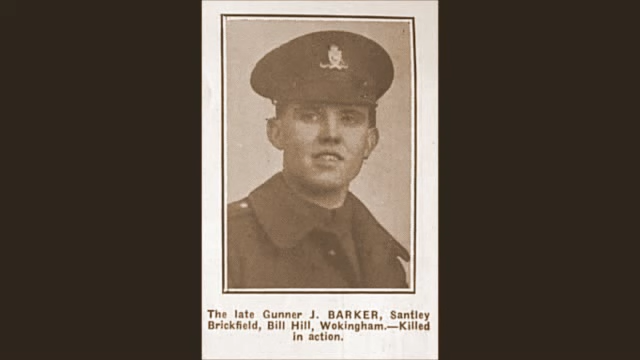 The late Gunner J. BARKER, Santley
Brickfield, Bill Hill, Wokingham.—Killed
in action.